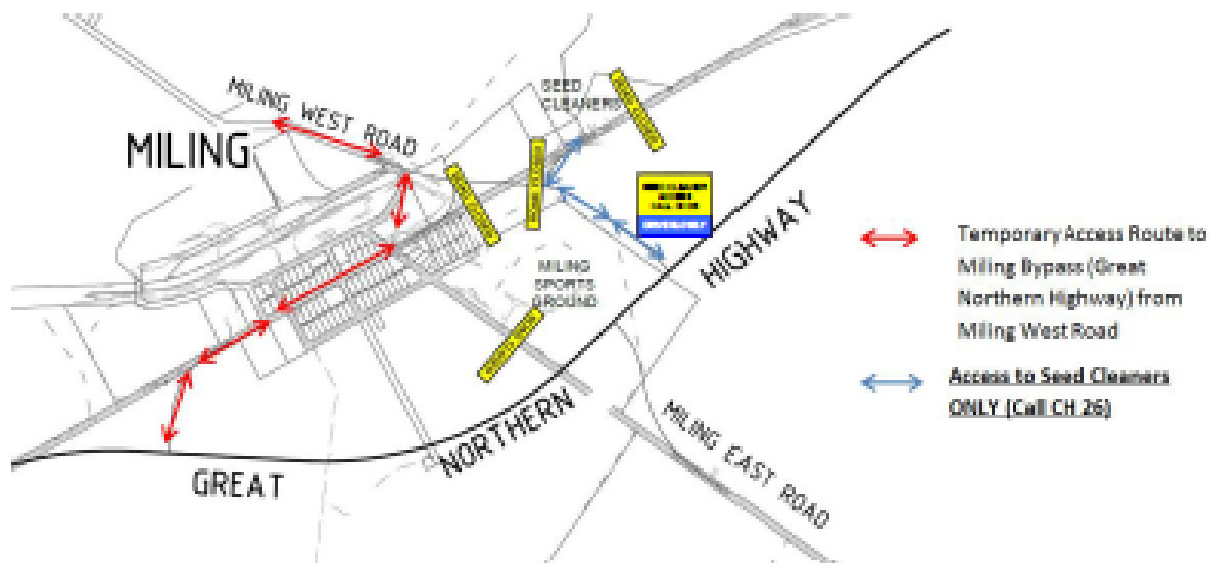 MILING WEST ROAD
MILING
SEED
CLEANERS
MILING
SPORTS
GROUND
GREAT
NORTHERN
HIGHWAY
MILING EAST ROAD
Temporary Access Route to
Miling Bypass (Great
Northern Highway) from
Miling West Road
Access to Seed Cleaners
ONLY (Call CH 26)